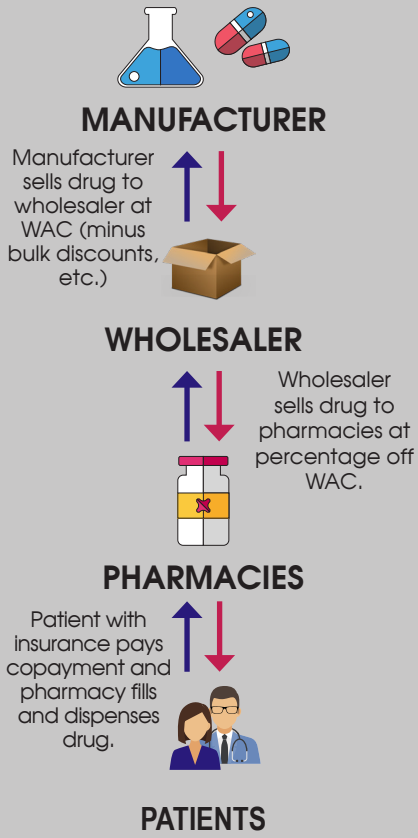 MANUFACTURER
Manufacturer
sells drug to
wholesaler at
WAC (minus
bulk discounts,
etc.)
WHOLESALER
Wholesaler
sells drug to
pharmacies at
percentage off
WAC.
PHARMACIES
Patient with
insurance pays
copayment and
pharmacy fills
and dispenses
drug.
PATIENTS